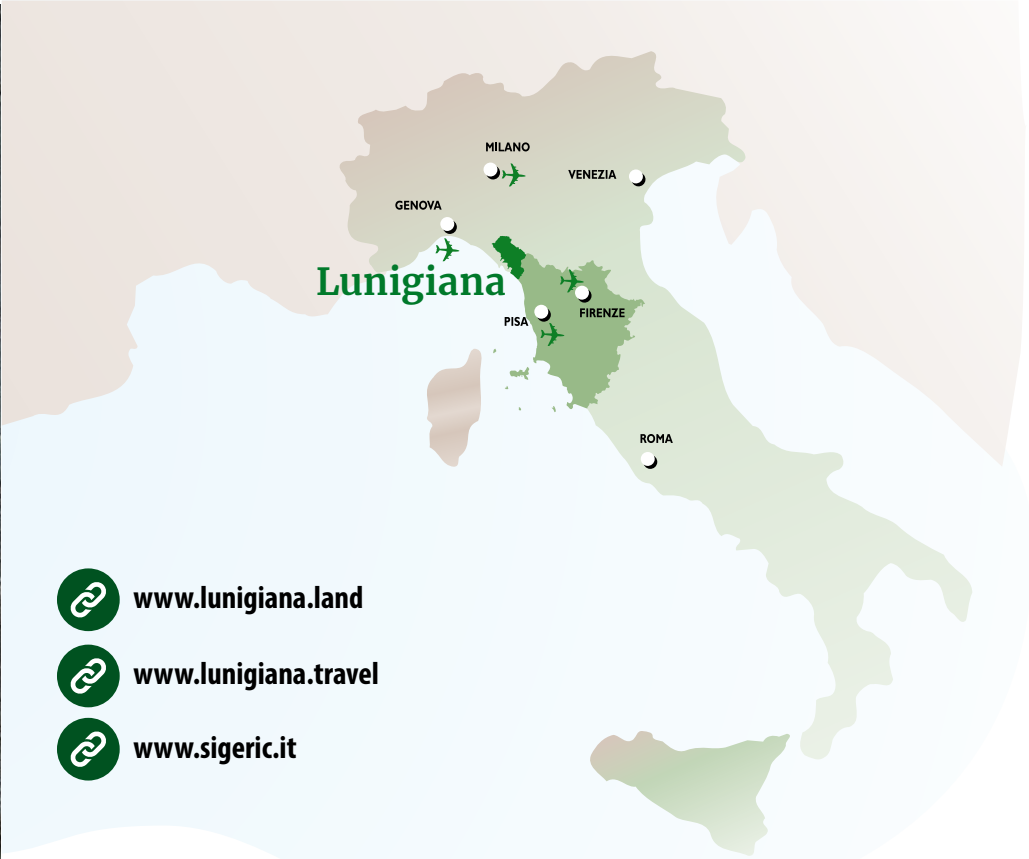 MILANO
VENEZIA
GENOVA
Lunigiana
FIRENZE
PISA
ROMA
www.lunigiana.land
www.lunigiana.travel
www.sigeric.it